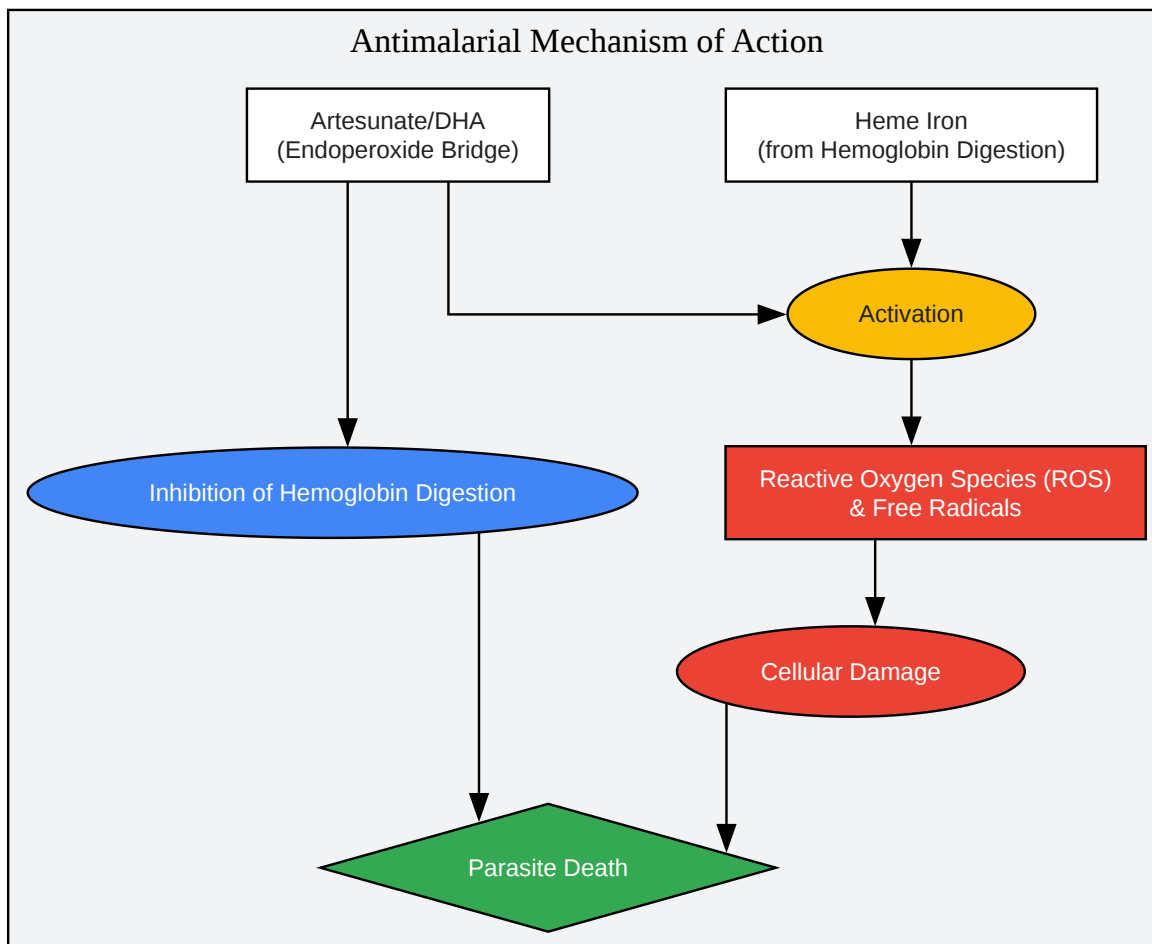 Antimalarial Mechanism of Action
Artesunate/DHA
(Endoperoxide Bridge)
Heme Iron
(from Hemoglobin Digestion)
Activation
Inhibition of Hemoglobin Digestion
Reactive Oxygen Species (ROS)
& Free Radicals
Cellular Damage
Parasite Death